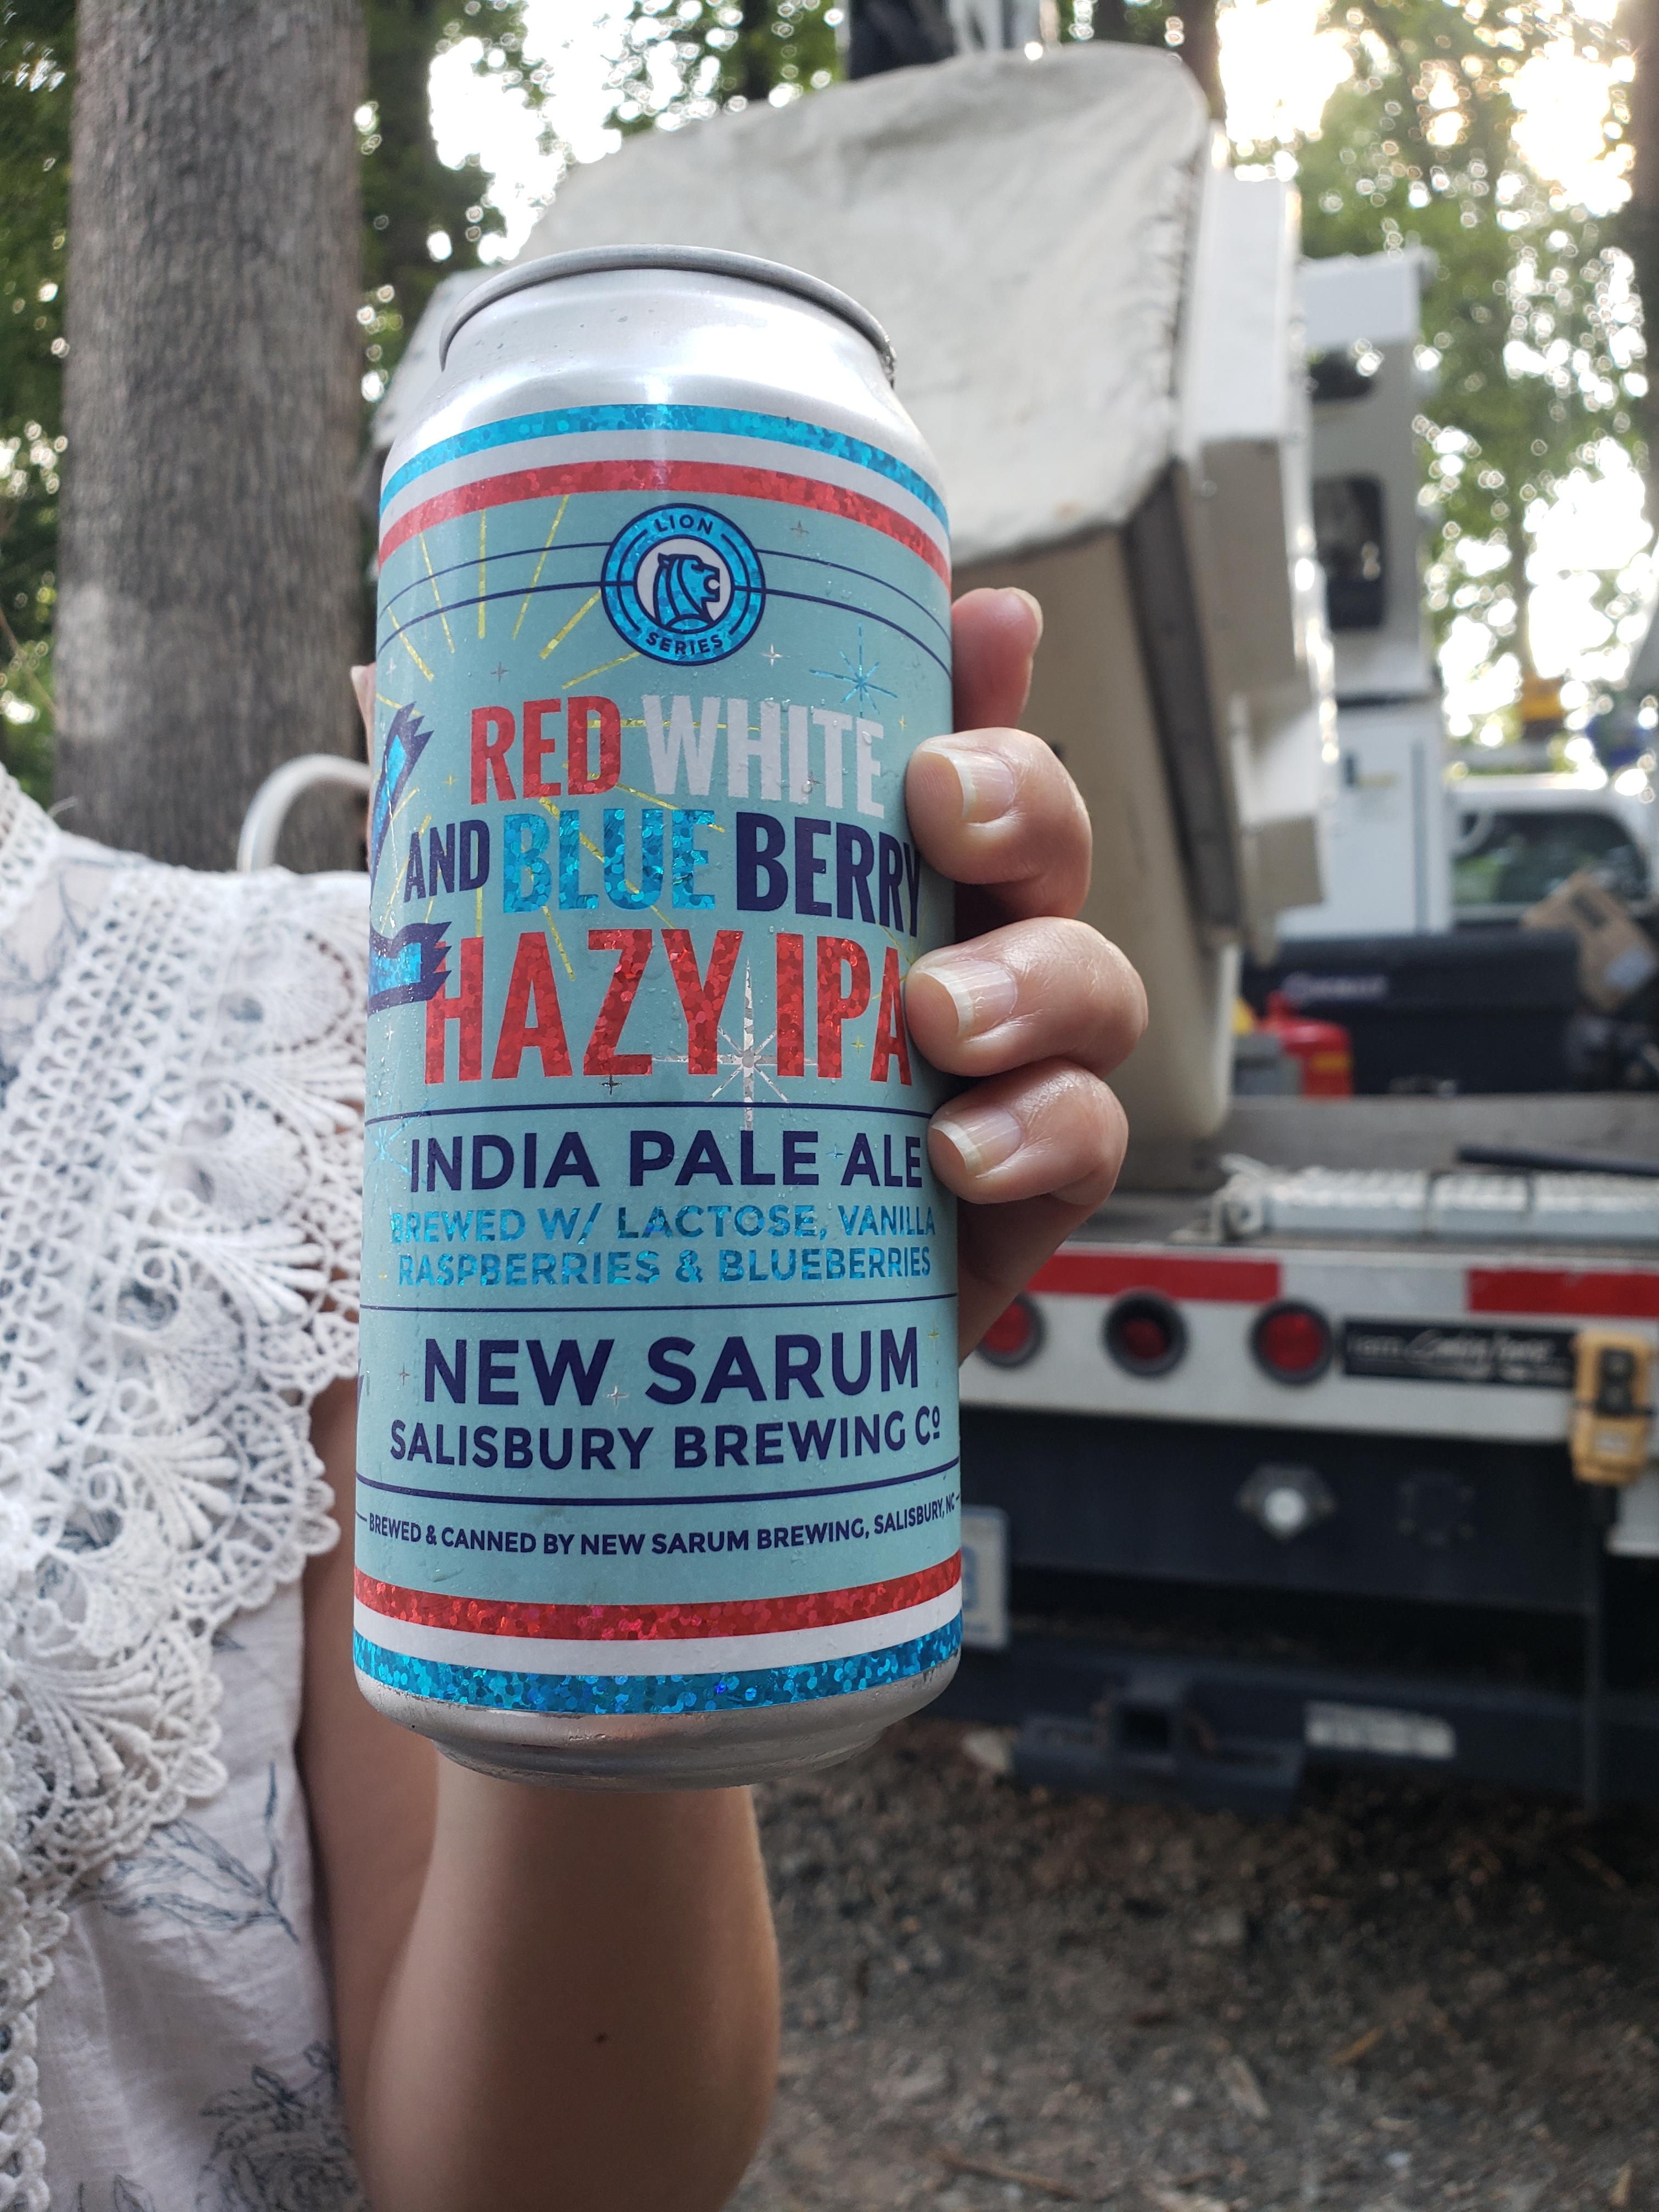 LION
SERIES
RED WHITE
AND BLUE BERRY
HAZY IPA
INDIA PALE ALE
BREWED W/ LACTOSE, VANILLA
RASPBERRIES & BLUEBERRIES
NEW SARUM
SALISBURY BREWING Cº
BREWED & CANNED BY NEW SARUM BREWING, SALISBURY, NC